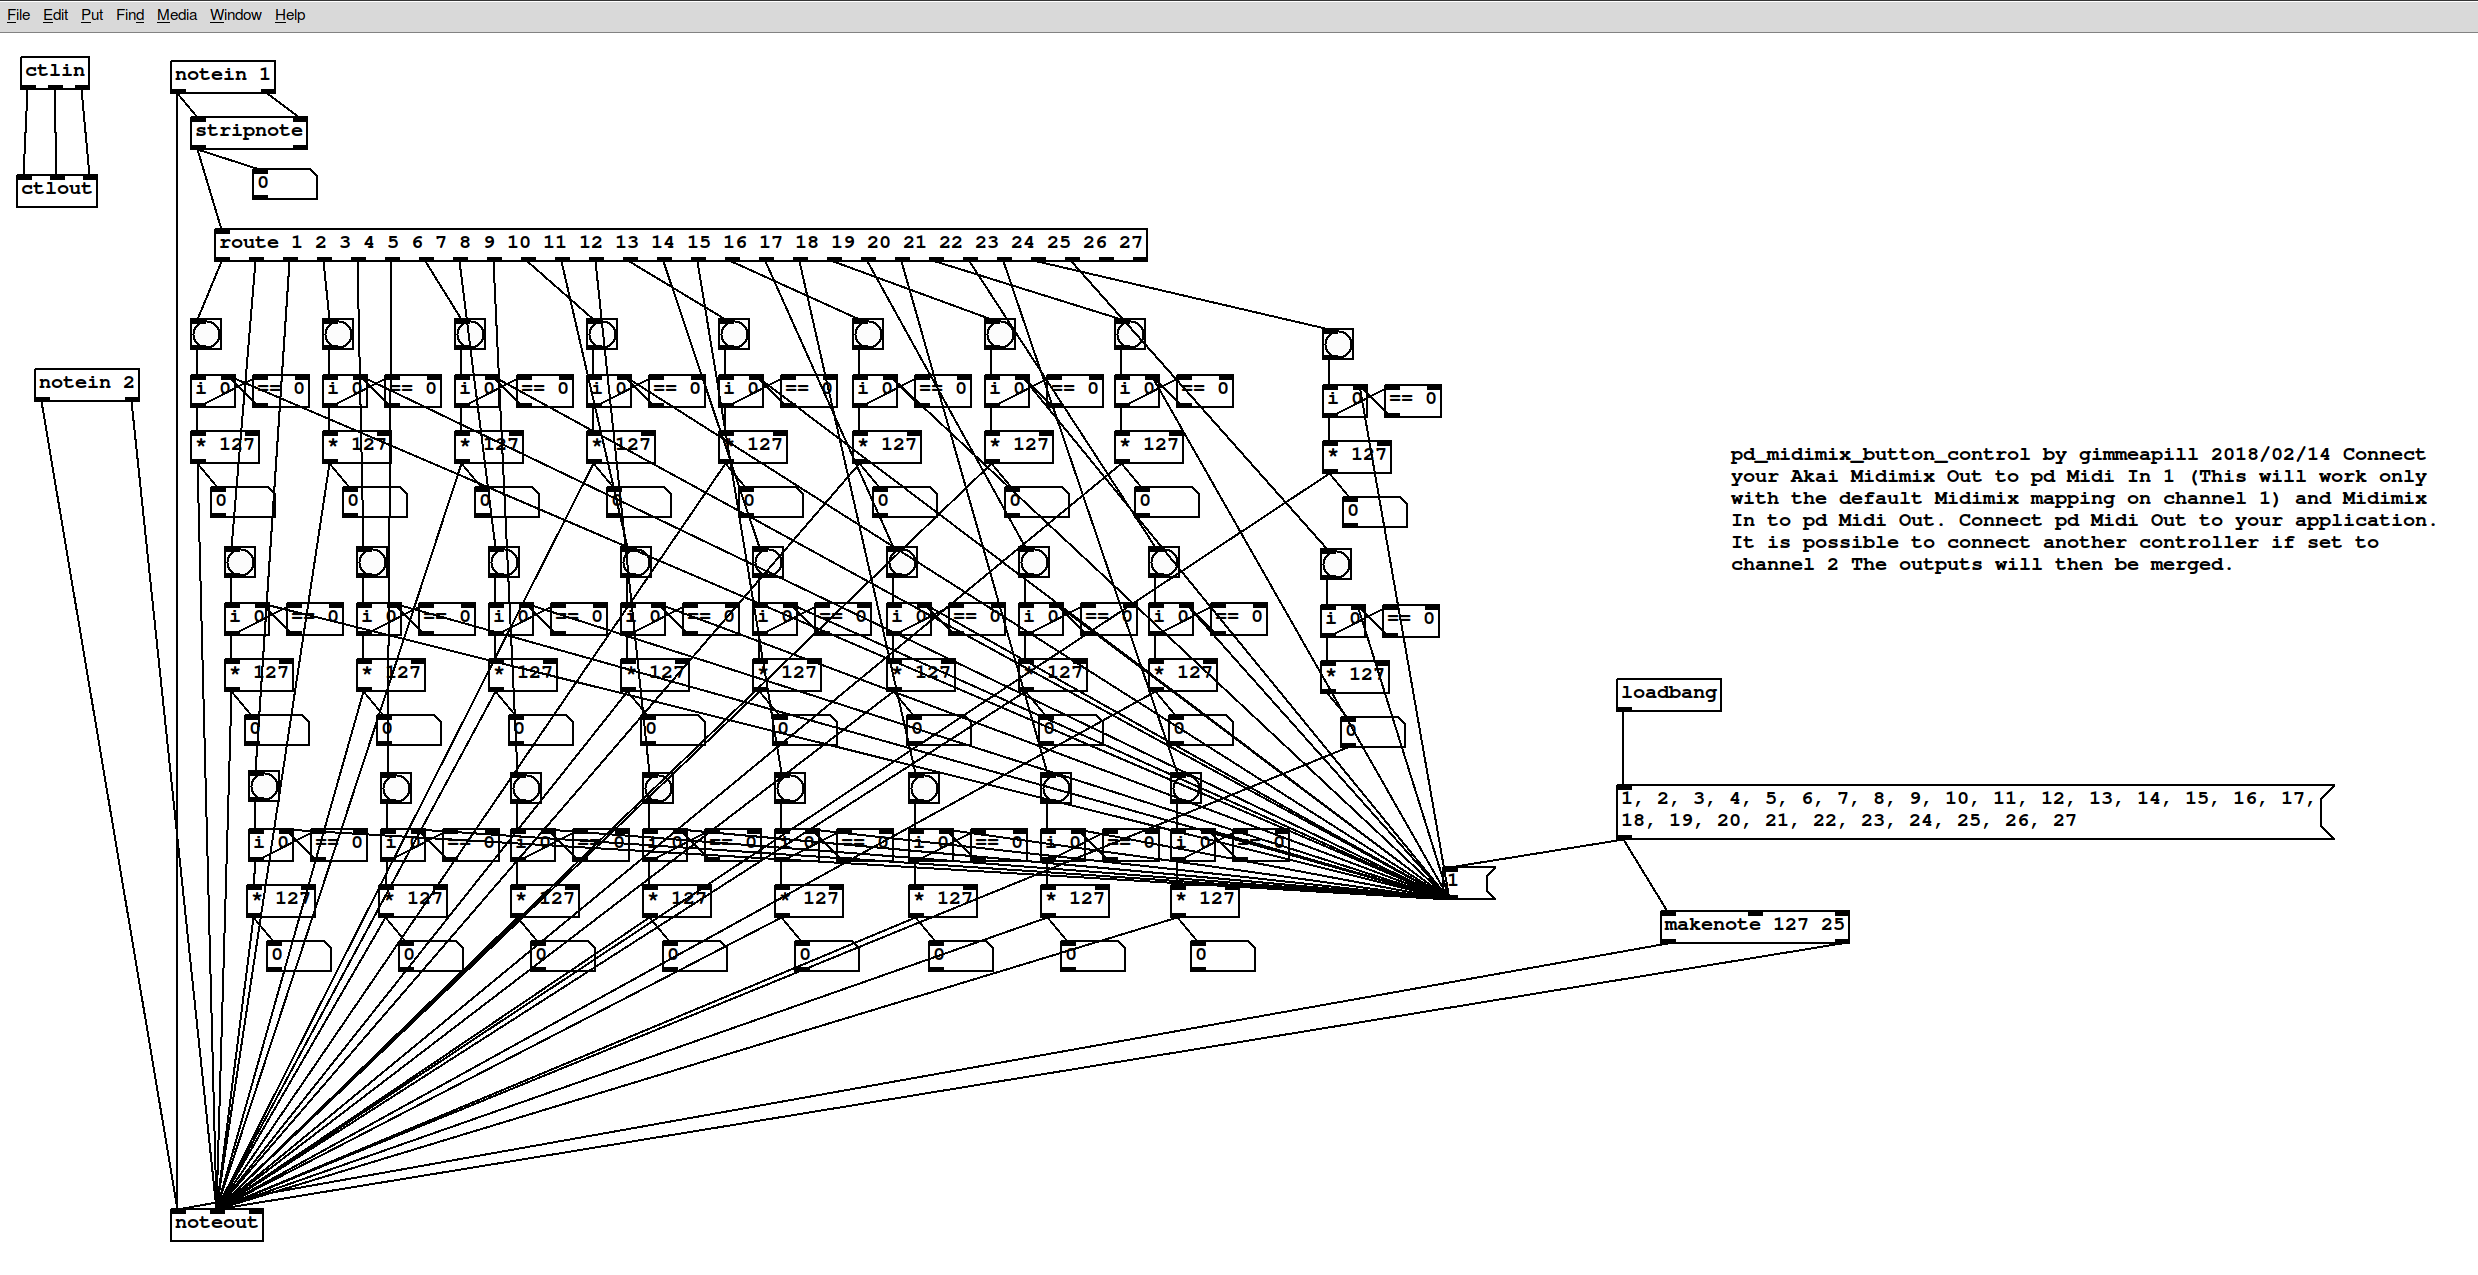 File Edit Put Find Media Window Help
ctlin
notein 1
stripnote
0
ctlout
route 1 2 3 4 5 6 7 8 9 10 11 12 13 14 15 16 17 18 19 20 21 22 23 24 25 26 27
notein 2
i 0 == 0 i 0 == 0 i 0 == 0 i 0 == 0 i 0 == 0 i 0 == 0 i 0 == 0 i 0 == 0 i 0 == 0
* 127 * 127 * 127 * 127 * 127 * 127 * 127 * 127 * 127
0 0 0 0 0 0 0 0 0
pd_midimix_button_control by gimmeapill 2018/02/14 Connect
your Akai Midimix Out to pd Midi In 1 (This will work only
with the default Midimix mapping on channel 1) and Midimix
In to pd Midi Out. Connect pd Midi Out to your application.
It is possible to connect another controller if set to
channel 2 The outputs will then be merged.
i 0 == 0 i 0 == 0 i 0 == 0 i 0 == 0 i 0 == 0 i 0 == 0 i 0 == 0 i 0 == 0 i 0 == 0
* 127 * 127 * 127 * 127 * 127 * 127 * 127 * 127 * 127
0 0 0 0 0 0 0 0 0
loadbang
1, 2, 3, 4, 5, 6, 7, 8, 9, 10, 11, 12, 13, 14, 15, 16, 17,
18, 19, 20, 21, 22, 23, 24, 25, 26, 27
i 0 == 0 i 0 == 0 i 0 == 0 i 0 == 0 i 0 == 0 i 0 == 0 i 0 == 0 i 0 == 0
1
* 127 * 127 * 127 * 127 * 127 * 127 * 127 * 127
makenote 127 25
0 0 0 0 0 0 0 0
noteout